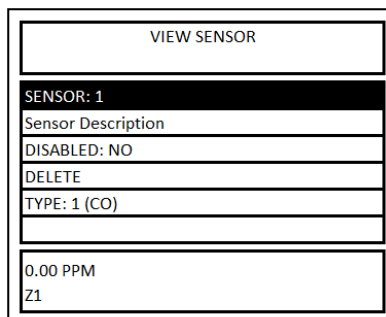 VIEW SENSOR
SENSOR: 1
Sensor Description
DISABLED: NO
DELETE
TYPE: 1 (CO)
0.00 PPM
Z1